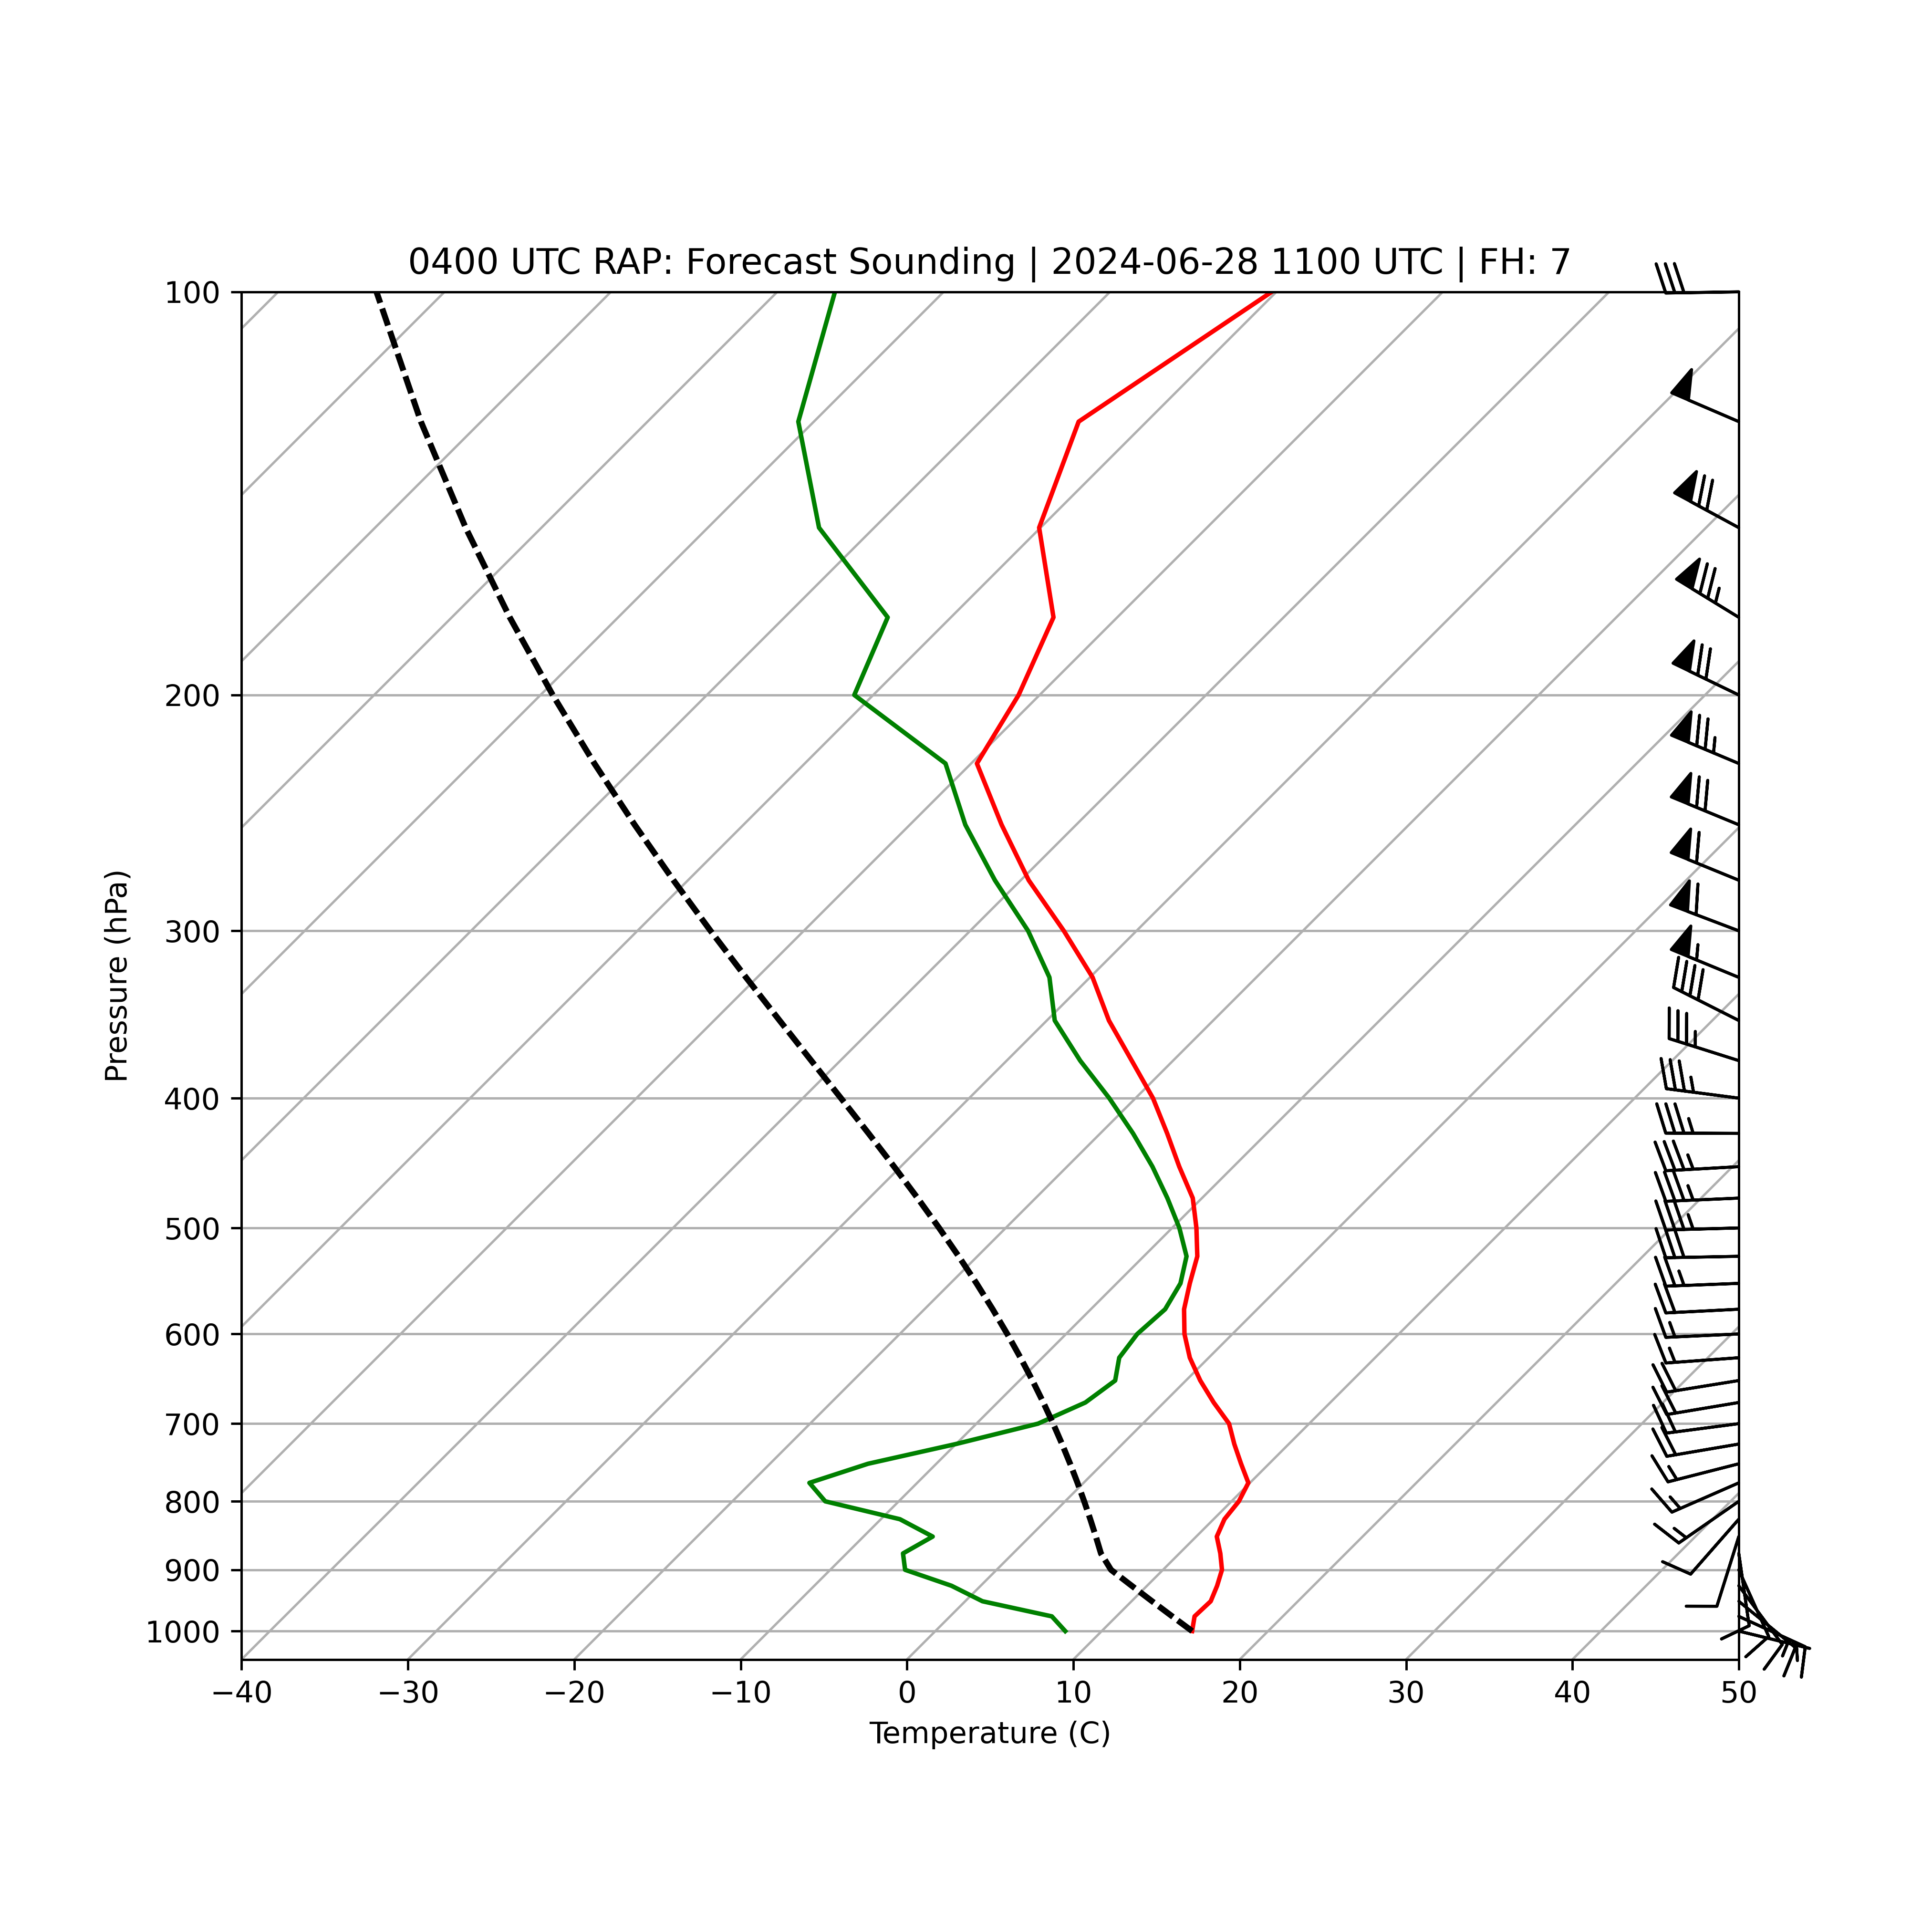 0400 UTC RAP: Forecast Sounding | 2024-06-28 1100 UTC | FH: 7
100
200
300
400
500
600
700
800
900
1000
Pressure (hPa)
−40 −30 −20 −10 0 10 20 30 40 50
Temperature (C)